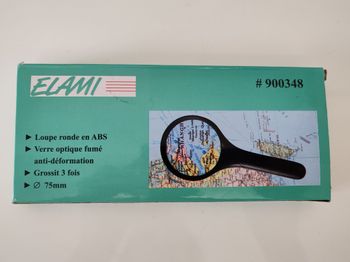 ELAMI
# 900348
Loupe ronde en ABS
Verre optique fumé
anti-déformation
Grossit 3 fois
Ø 75mm